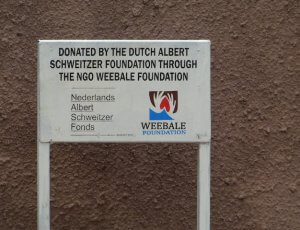 DONATED BY THE DUTCH ALBERT
SCHWEITZER FOUNDATION THROUGH
THE NGO WEEBALE FOUNDATION
Nederlands
Albert
Schweitzer
Fonds
WEEBALE
FOUNDATION